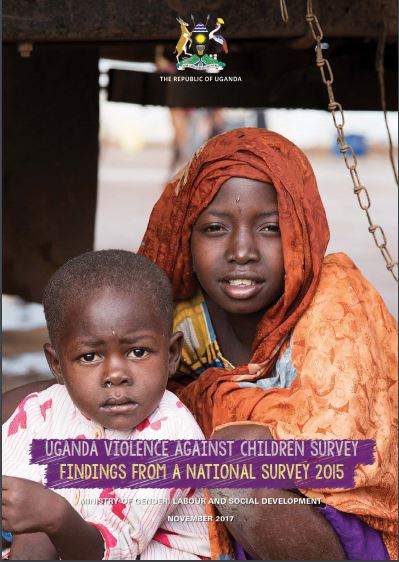 THE REPUBLIC OF UGANDA
UGANDA VIOLENCE AGAINST CHILDREN SURVEY
FINDINGS FROM A NATIONAL SURVEY 2015
MINISTRY OF GENDER, LABOUR AND SOCIAL DEVELOPMENT
NOVEMBER 2017